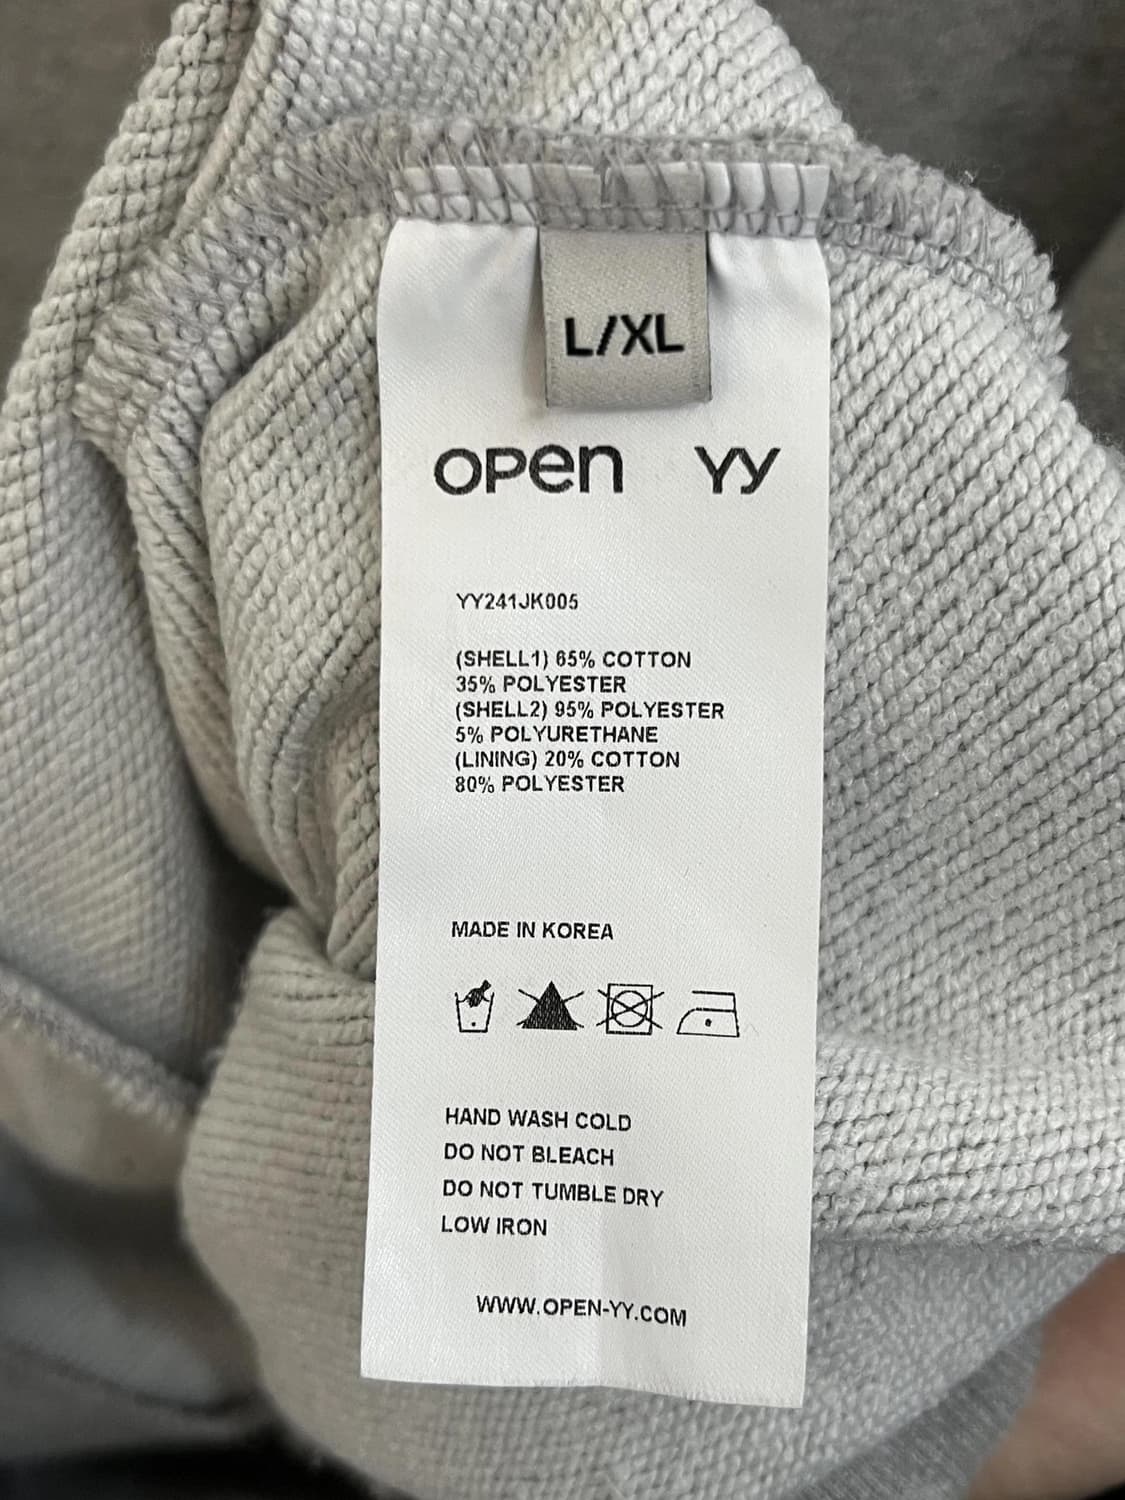 L/XL
OPEN YY
YY241JK005
(SHELL1) 65% COTTON
35% POLYESTER
(SHELL2) 95% POLYESTER
5% POLYURETHANE
(LINING) 20% COTTON
80% POLYESTER
MADE IN KOREA
HAND WASH COLD
DO NOT BLEACH
DO NOT TUMBLE DRY
LOW IRON
WWW.OPEN-YY.COM